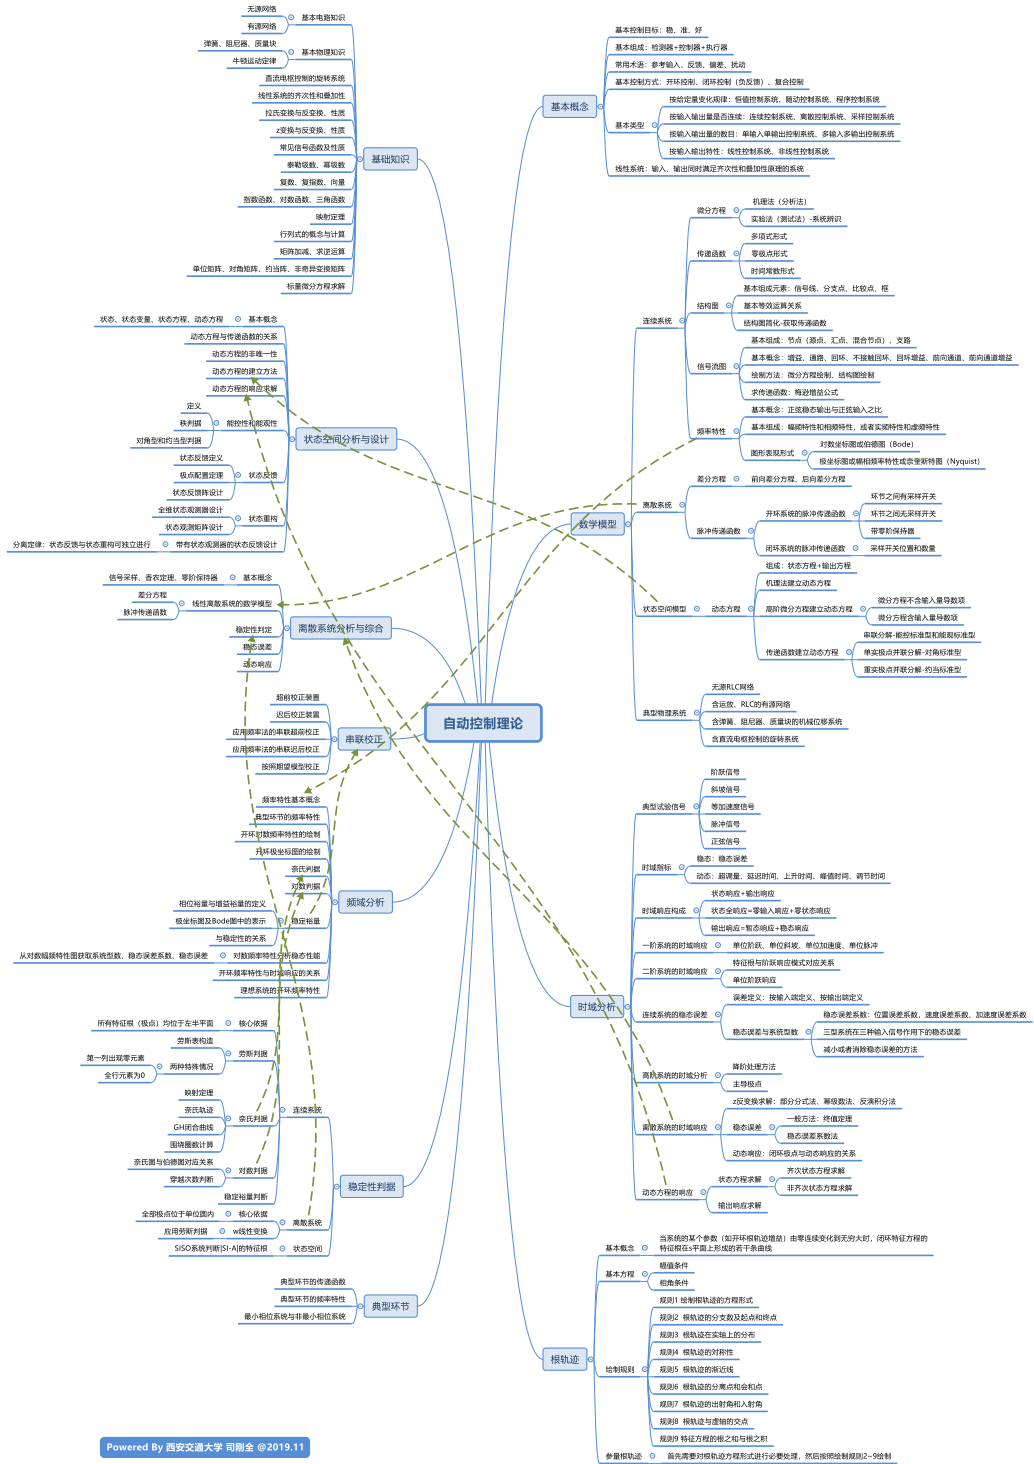 自动控制理论
基本概念
基本控制目标：稳、准、好
基本组成：检测器+控制器+执行器
常用术语：参考输入、反馈、偏差、扰动
基本控制方式：开环控制、闭环控制（负反馈）、复合控制
基本类型
按给定量变化规律：恒值控制系统、随动控制系统、程序控制系统
按输入输出量是否连续：连续控制系统、离散控制系统、采样控制系统
按输入输出量的数目：单输入单输出控制系统、多输入多输出控制系统
按输入输出特性：线性控制系统、非线性控制系统
线性系统：输入、输出同时满足齐次性和叠加性原理的系统
数学模型
连续系统
微分方程
机理法（分析法）
实验法（测试法）-系统辨识
传递函数
多项式形式
零极点形式
时间常数形式
结构图
基本组成元素：信号线、分支点、比较点、框
基本等效运算关系
结构图简化-获取传递函数
信号流图
基本组成：节点（源点、汇点、混合节点）、支路
基本概念：增益、通路、回环、不接触回环、回环增益、前向通道、前向通道增益
绘制方法：微分方程绘制、结构图绘制
求传递函数：梅逊增益公式
频率特性
基本概念：正弦稳态输出与正弦输入之比
基本组成：幅频特性和相频特性，或者实频特性和虚频特性
图形表现形式
对数坐标图或伯德图（Bode）
极坐标图或幅相频率特性或奈奎斯特图（Nyquist）
离散系统
差分方程
前向差分方程、后向差分方程
脉冲传递函数
开环系统的脉冲传递函数
环节之间有采样开关
环节之间无采样开关
带零阶保持器
闭环系统的脉冲传递函数
采样开关位置和数量
状态空间模型
动态方程
组成：状态方程+输出方程
机理法建立动态方程
高阶微分方程建立动态方程
微分方程不含输入量导数项
微分方程含输入量导数项
传递函数建立动态方程
串联分解-能控标准型和能观标准型
单实极点并联分解-对角标准型
重实极点并联分解-约当标准型
典型物理系统
无源RLC网络
含运放、RLC的有源网络
含弹簧、阻尼器、质量块的机械位移系统
含直流电枢控制的旋转系统
时域分析
典型试验信号
阶跃信号
斜坡信号
等加速度信号
脉冲信号
正弦信号
时域指标
稳态：稳态误差
动态：超调量、延迟时间、上升时间、峰值时间、调节时间
时域响应构成
状态响应+输出响应
状态全响应=零输入响应+零状态响应
输出响应=暂态响应+稳态响应
一阶系统的时域响应
单位阶跃、单位斜坡、单位加速度、单位脉冲
二阶系统的时域响应
特征根与阶跃响应模式对应关系
单位阶跃响应
连续系统的稳态误差
误差定义：按输入端定义、按输出端定义
稳态误差与系统型数
稳态误差系数：位置误差系数、速度误差系数、加速度误差系数
三型系统在三种输入信号作用下的稳态误差
减小或者消除稳态误差的方法
高阶系统的时域分析
降阶处理方法
主导极点
离散系统的时域响应
z反变换求解：部分分式法、幂级数法、反演积分法
稳态误差
一般方法：终值定理
稳态误差系数法
动态响应：闭环极点与动态响应的关系
动态方程的响应
状态方程求解
齐次状态方程求解
非齐次状态方程求解
输出响应求解
根轨迹
基本概念
当系统的某个参数（如开环根轨迹增益）由零连续变化到无穷大时，闭环特征方程的
特征根在s平面上形成的若干条曲线
基本方程
幅值条件
相角条件
绘制规则
规则1 绘制根轨迹的方程形式
规则2 根轨迹的分支数及起点和终点
规则3 根轨迹在实轴上的分布
规则4 根轨迹的对称性
规则5 根轨迹的渐近线
规则6 根轨迹的分离点和会和点
规则7 根轨迹的出射角和入射角
规则8 根轨迹与虚轴的交点
规则9 特征方程的根之和与根之积
参量根轨迹
首先需要对根轨迹方程形式进行必要处理，然后按照绘制规则2~9绘制
基础知识
基本电路知识
无源网络
有源网络
基本物理知识
弹簧、阻尼器、质量块
牛顿运动定律
直流电枢控制的旋转系统
线性系统的齐次性和叠加性
拉氏变换与反变换、性质
z变换与反变换、性质
常见信号函数及性质
泰勒级数、幂级数
复数、复指数、向量
指数函数、对数函数、三角函数
映射定理
行列式的概念与计算
矩阵加减、求逆运算
单位矩阵、对角矩阵、约当阵、非奇异变换矩阵
标量微分方程求解
状态空间分析与设计
基本概念
状态、状态变量、状态方程、动态方程
动态方程与传递函数的关系
动态方程的非唯一性
动态方程的建立方法
动态方程的响应求解
能控性和能观性
定义
秩判据
对角型和约当型判据
状态反馈
状态反馈定义
极点配置定理
状态反馈阵设计
状态重构
全维状态观测器设计
状态观测矩阵设计
带有状态观测器的状态反馈设计
分离定律：状态反馈与状态重构可独立进行
离散系统分析与综合
基本概念
信号采样、香农定理、零阶保持器
线性离散系统的数学模型
差分方程
脉冲传递函数
稳定性判定
稳态误差
动态响应
串联校正
超前校正装置
迟后校正装置
应用频率法的串联超前校正
应用频率法的串联迟后校正
按照期望模型校正
频域分析
频率特性基本概念
典型环节的频率特性
开环对数频率特性的绘制
开环极坐标图的绘制
奈氏判据
对数判据
稳定裕量
相位裕量与增益裕量的定义
极坐标图及Bode图中的表示
与稳定性的关系
对数频率特性分析稳态性能
从对数幅频特性图获取系统型数、稳态误差系数、稳态误差
开环频率特性与时域响应的关系
理想系统的开环频率特性
稳定性判据
连续系统
核心依据
所有特征根（极点）均位于左半平面
劳斯判据
劳斯表构造
两种特殊情况
第一列出现零元素
全行元素为0
奈氏判据
映射定理
奈氏轨迹
GH闭合曲线
围绕圈数计算
对数判据
奈氏图与伯德图对应关系
穿越次数判断
稳定裕量判断
离散系统
核心依据
全部极点位于单位圆内
w线性变换
应用劳斯判据
状态空间
SISO系统判断|SI-A|的特征根
典型环节
典型环节的传递函数
典型环节的频率特性
最小相位系统与非最小相位系统
Powered By 西安交通大学 司刚全 @2019.11